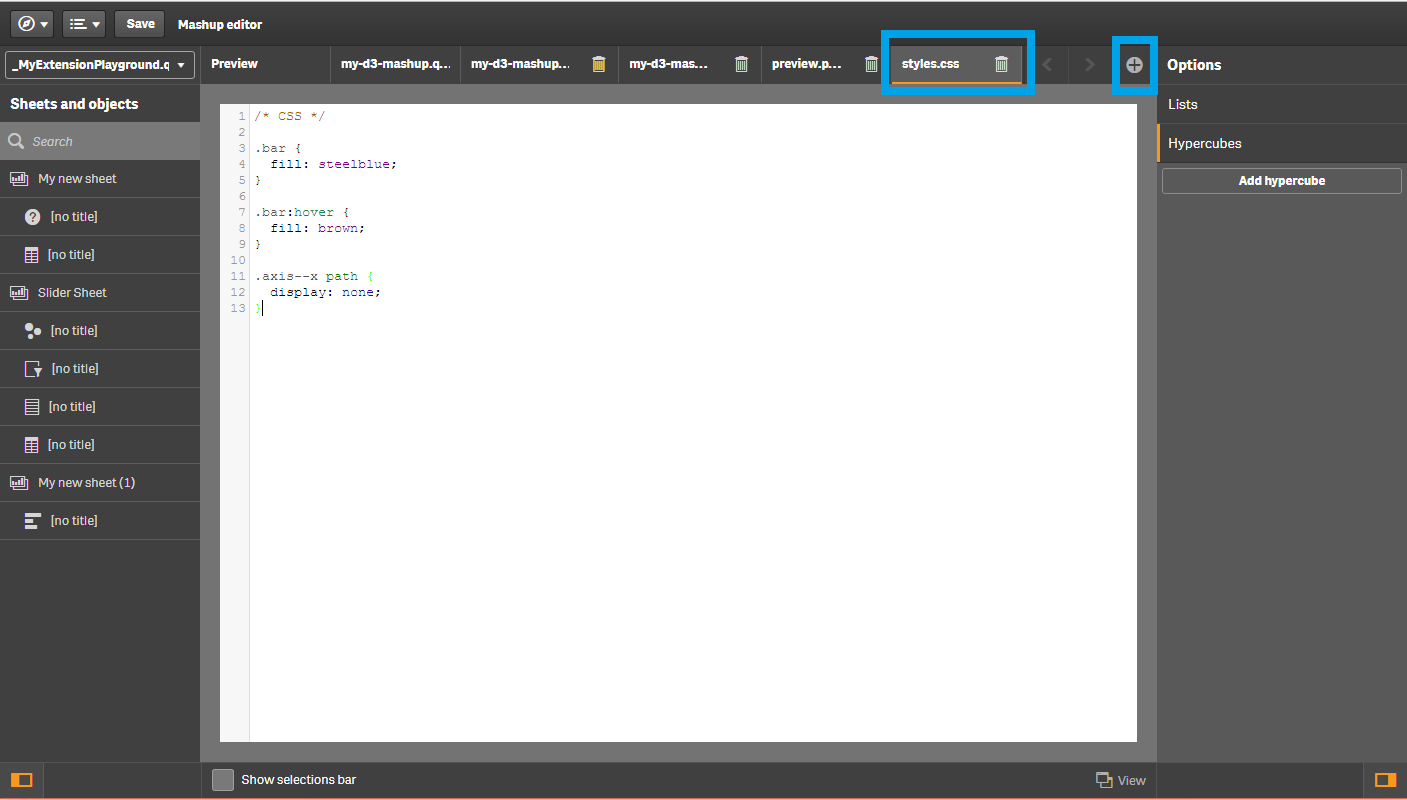 Save
Mashup editor
_MyExtensionPlayground.q
Preview
my-d3-mashup.q..
my-d3-mashup...
my-d3-mas...
preview.p...
styles.css
Options
Sheets and objects
Search
My new sheet
[no title]
[no title]
Slider Sheet
[no title]
[no title]
[no title]
[no title]
My new sheet (1)
[no title]
1 /* CSS */
2
3 .bar {
4   fill: steelblue;
5 }
6
7 .bar:hover {
8   fill: brown;
9 }
10
11 .axis--x path {
12   display: none;
13 }
Lists
Hypercubes
Add hypercube
Show selections bar
View